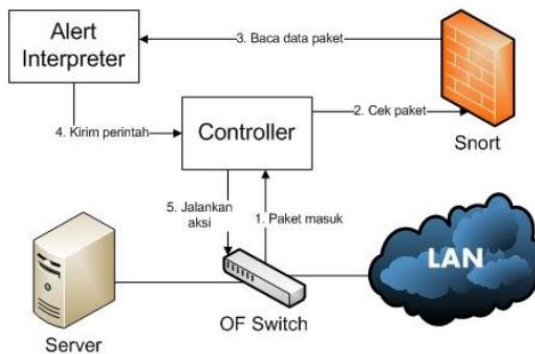 Alert
Interpreter
3. Baca data paket
Snort
4. Kirim perintah
Controller
2. Cek paket
5. Jalankan
aksi
1. Paket masuk
LAN
Server
OF Switch